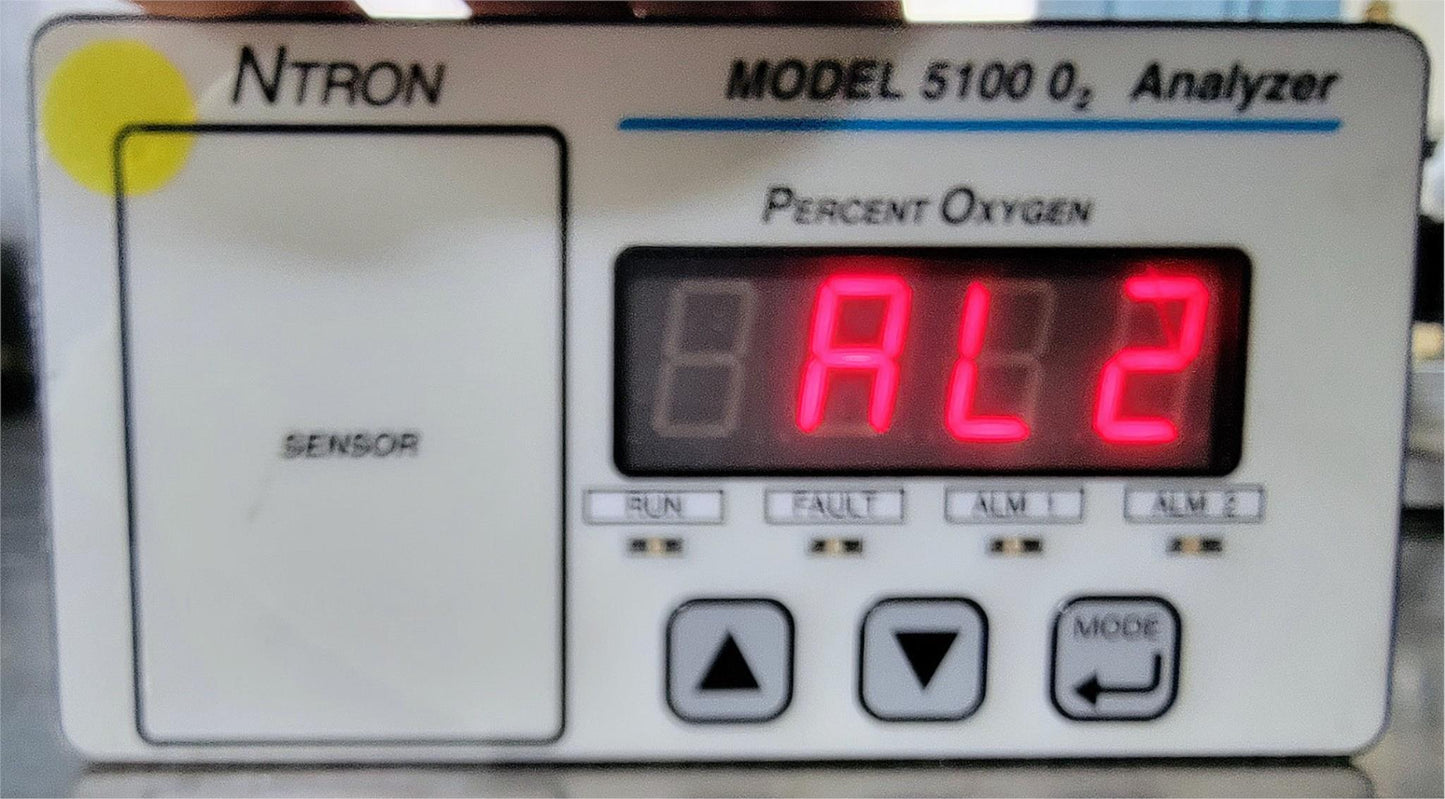 NTRON
MODEL 5100 O₂ Analyzer
PERCENT OXYGEN
AL2
SENSOR
RUN FAULT ALM 1 ALM 2
MODE